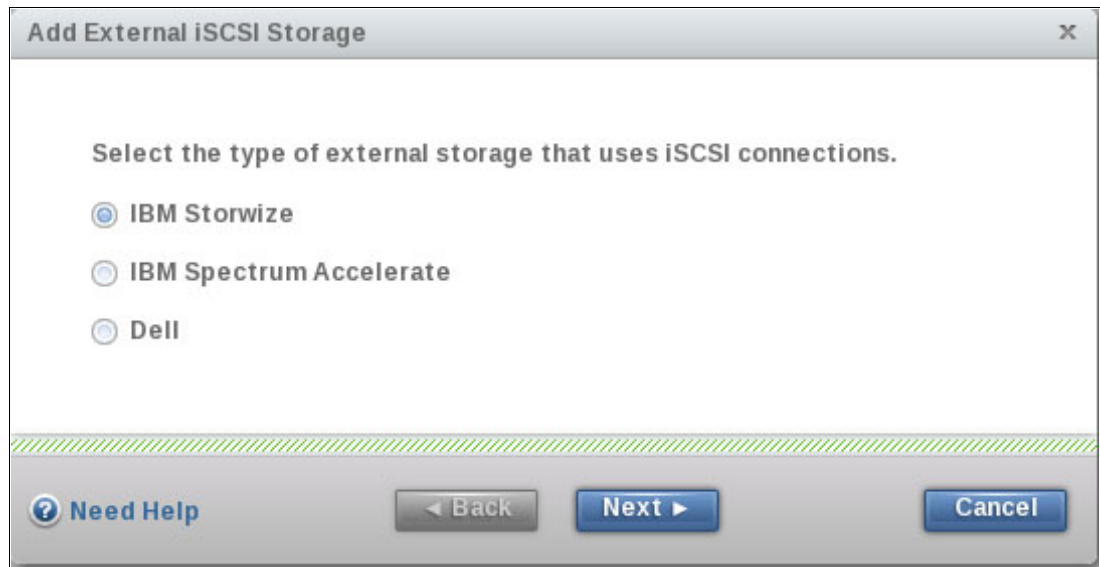 Add External iSCSI Storage x
Select the type of external storage that uses iSCSI connections.
IBM Storwize
IBM Spectrum Accelerate
Dell
? Need Help ◄ Back Next ► Cancel